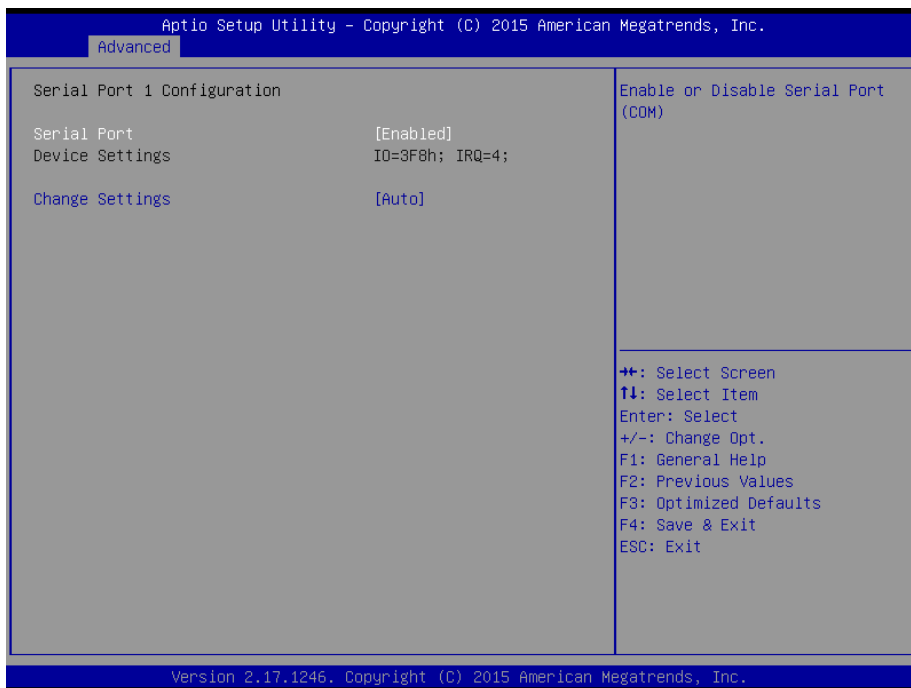 Aptio Setup Utility – Copyright (C) 2015 American Megatrends, Inc.
Advanced
Serial Port 1 Configuration
Serial Port [Enabled]
Device Settings IO=3F8h; IRQ=4;
Change Settings [Auto]
Enable or Disable Serial Port
(COM)
→←: Select Screen
↑↓: Select Item
Enter: Select
+/-: Change Opt.
F1: General Help
F2: Previous Values
F3: Optimized Defaults
F4: Save & Exit
ESC: Exit
Version 2.17.1246. Copyright (C) 2015 American Megatrends, Inc.